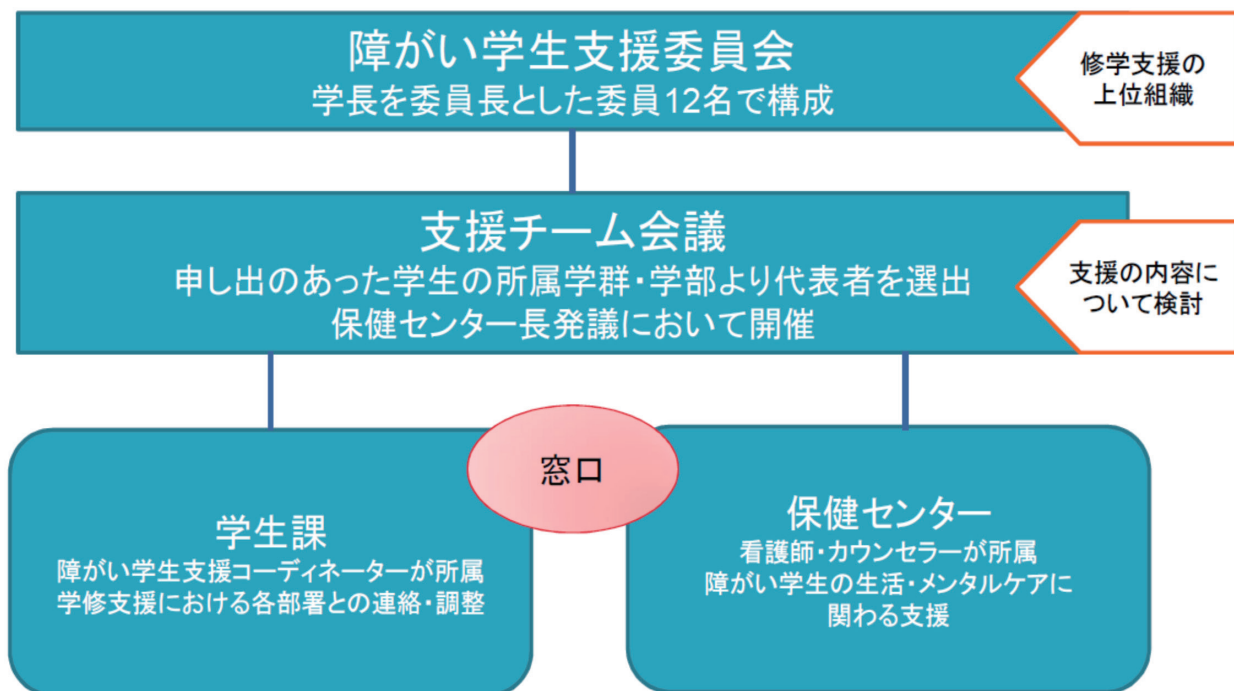 障がい学生支援委員会
学長を委員長とした委員12名で構成
修学支援の
上位組織
支援チーム会議
申し出のあった学生の所属学群・学部より代表者を選出
保健センター長発議において開催
支援の内容に
ついて検討
窓口
学生課
障がい学生支援コーディネーターが所属
学修支援における各部署との連絡・調整
保健センター
看護師・カウンセラーが所属
障がい学生の生活・メンタルケアに
関わる支援